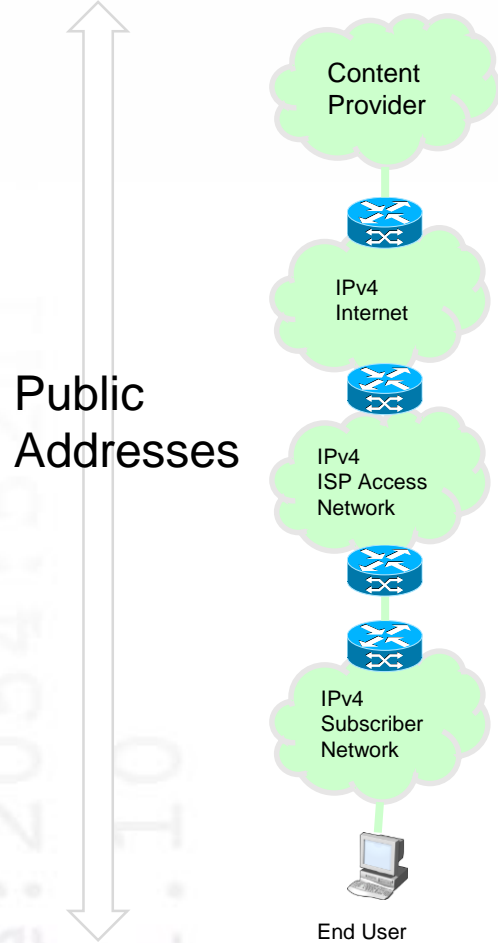 Content
Provider
IPv4
Internet
Public
Addresses
IPv4
ISP Access
Network
IPv4
Subscriber
Network
End User